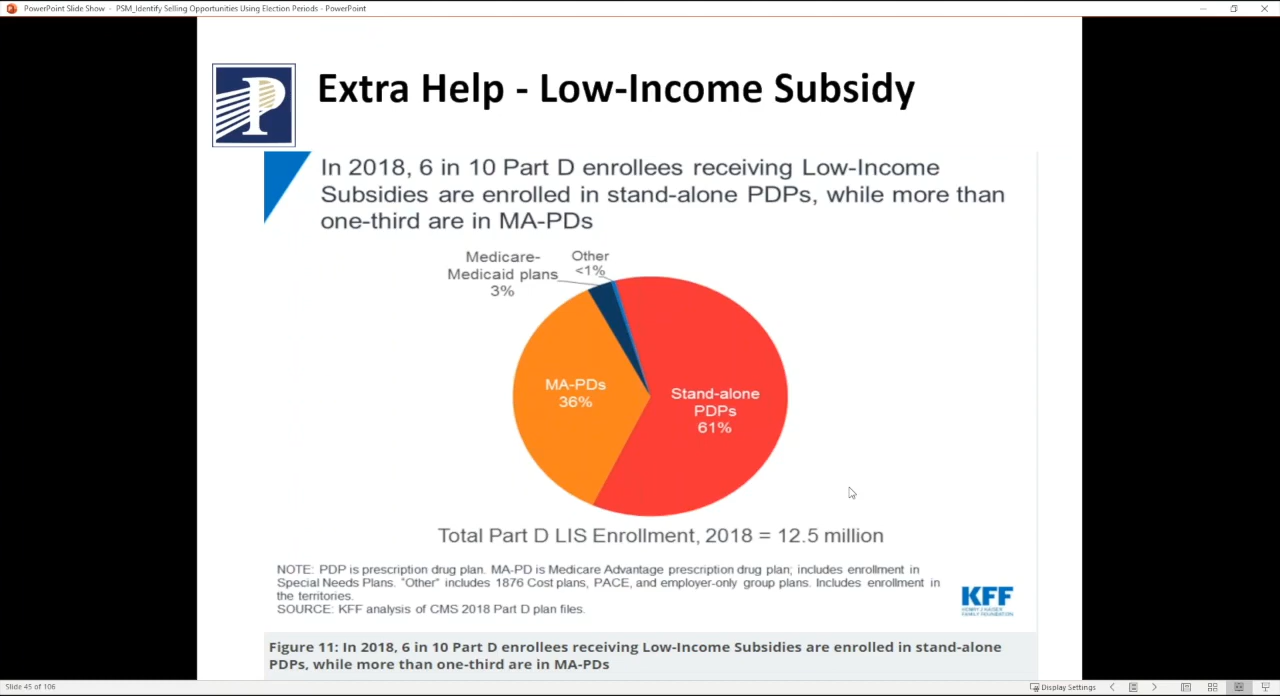 PowerPoint Slide Show - PSM_Identify Selling Opportunities Using Election Periods - PowerPoint
P
Extra Help - Low-Income Subsidy
In 2018, 6 in 10 Part D enrollees receiving Low-Income
Subsidies are enrolled in stand-alone PDPs, while more than
one-third are in MA-PDs
Medicare-
Medicaid plans
3%
Other
<1%
MA-PDs
36%
Stand-alone
PDPs
61%
Total Part D LIS Enrollment, 2018 = 12.5 million
NOTE: PDP is prescription drug plan. MA-PD is Medicare Advantage prescription drug plan; includes enrollment in
Special Needs Plans. "Other" includes 1876 Cost plans, PACE, and employer-only group plans. Includes enrollment in
the territories.
SOURCE: KFF analysis of CMS 2018 Part D plan files.
KFF
HENRY J KAISER
FAMILY FOUNDATION
Figure 11: In 2018, 6 in 10 Part D enrollees receiving Low-Income Subsidies are enrolled in stand-alone
PDPs, while more than one-third are in MA-PDs
Slide 45 of 106
Display Settings